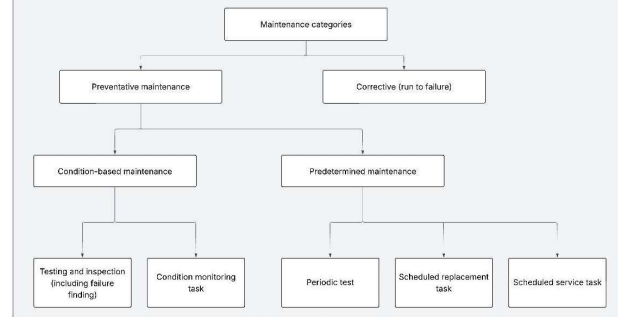 Maintenance categories
Preventative maintenance
Corrective (run to failure)
Condition-based maintenance
Predetermined maintenance
Testing and inspection
(including failure
finding)
Condition monitoring
task
Periodic test
Scheduled replacement
task
Scheduled service task